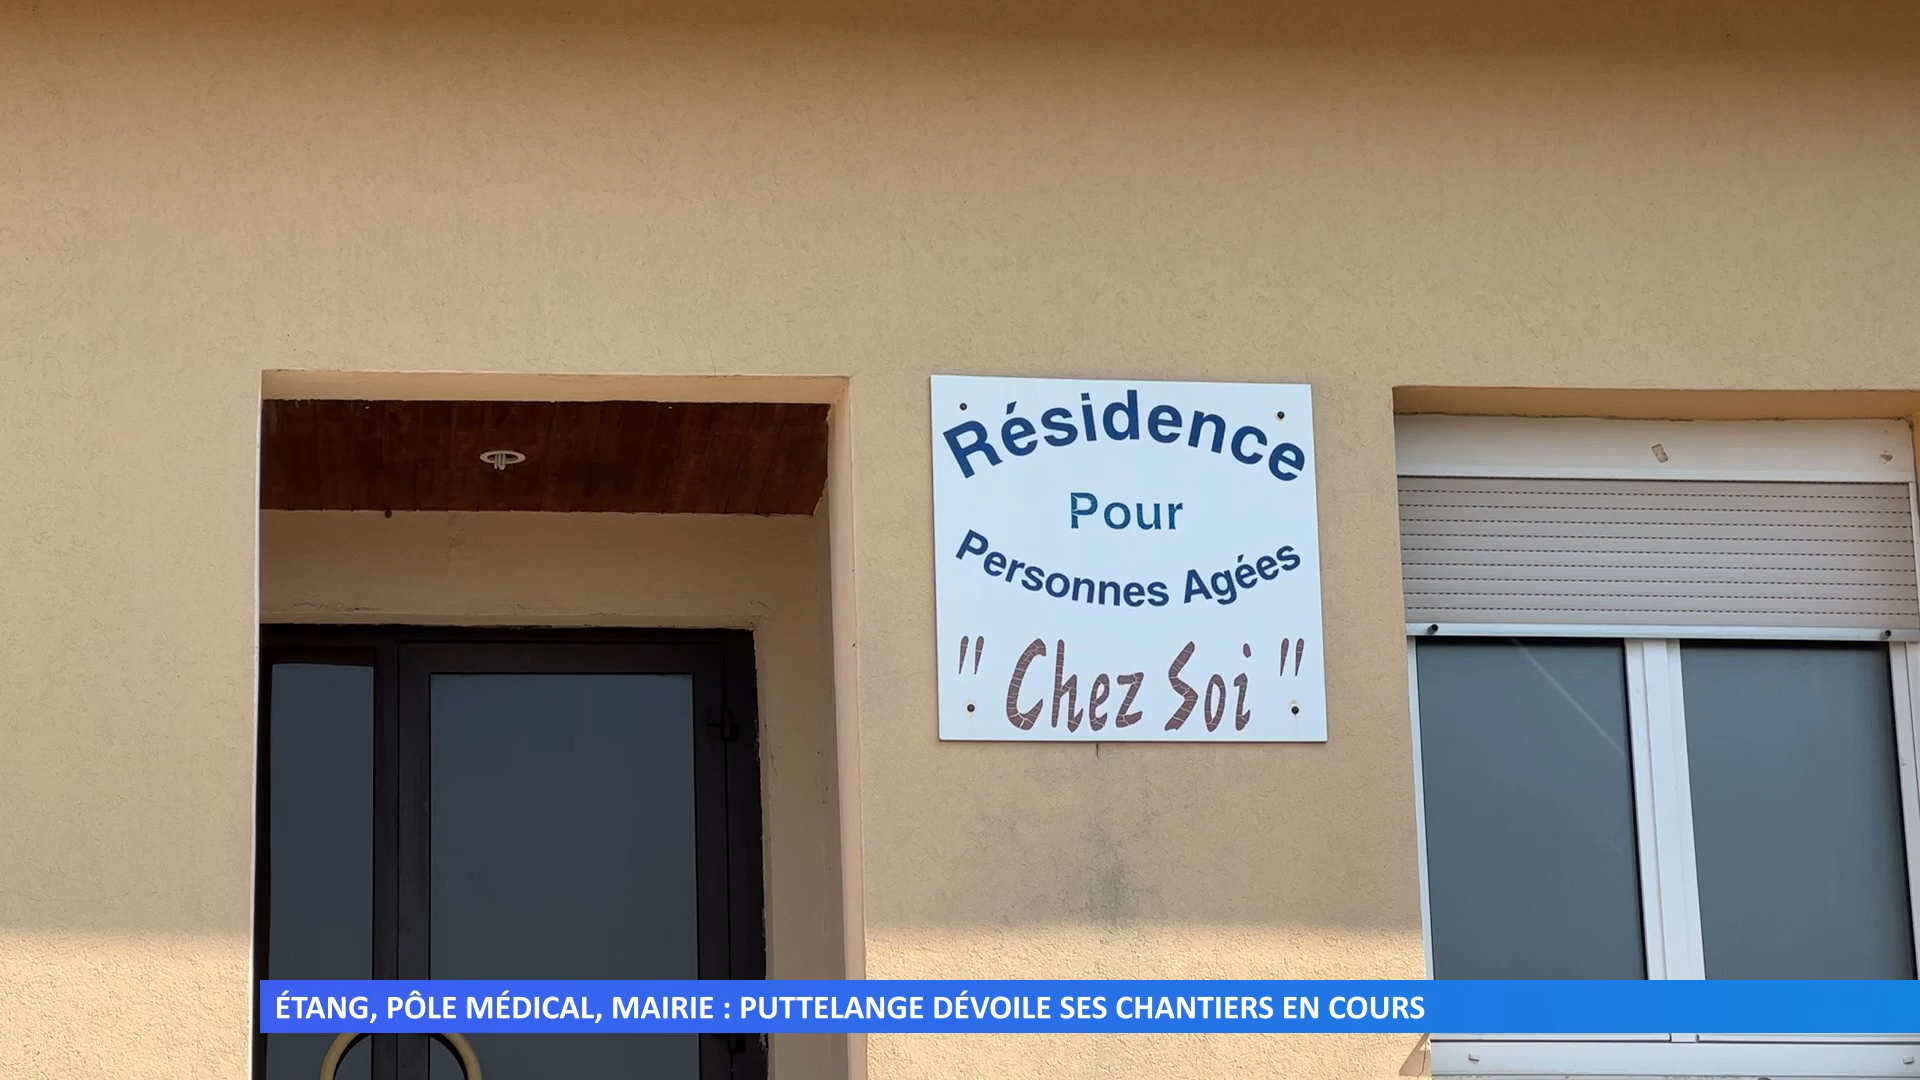 Résidence
Pour
Personnes Agées
" Chez Soi "
ÉTANG, PÔLE MÉDICAL, MAIRIE : PUTTELANGE DÉVOILE SES CHANTIERS EN COURS